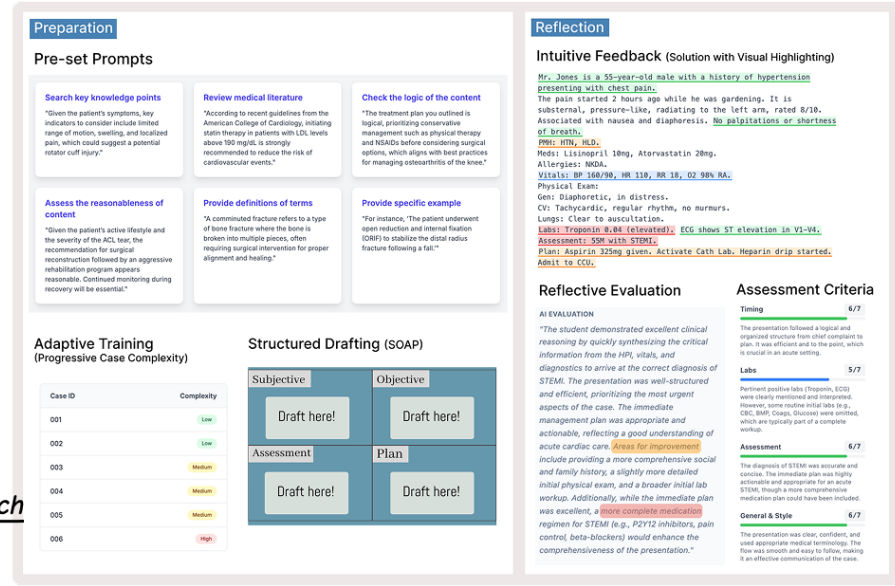 Preparation
Pre-set Prompts
Search key knowledge points
"Given the patient's symptoms, key
indicators to consider include limited
range of motion, swelling, and localized
pain, which could suggest a potential
rotator cuff injury."
Review medical literature
"According to recent guidelines from the
American College of Cardiology, initiating
statin therapy in patients with LDL levels
above 190 mg/dL is strongly
recommended to reduce the risk of
cardiovascular events."
Check the logic of the content
"The treatment plan you outlined is
logical, prioritizing conservative
management such as physical therapy
and NSAIDs before considering surgical
options, which aligns with best practices
for managing osteoarthritis of the knee."
Assess the reasonableness of
content
"Given the patient's active lifestyle and
the severity of the ACL tear, the
recommendation for surgical
reconstruction followed by an aggressive
rehabilitation program appears
reasonable. Continued monitoring during
recovery will be essential."
Provide definitions of terms
"A comminuted fracture refers to a type
of bone fracture where the bone is
broken into multiple pieces, often
requiring surgical intervention for proper
alignment and healing."
Provide specific example
"For instance, 'The patient underwent
open reduction and internal fixation
(ORIF) to stabilize the distal radius
fracture following a fall.'"
Adaptive Training
(Progressive Case Complexity)
Case ID Complexity
001 Low
002 Low
003 Medium
004 Medium
005 Medium
006 High
ch
Structured Drafting (SOAP)
Subjective
Draft here!
Objective
Draft here!
Assessment
Draft here!
Plan
Draft here!
Reflection
Intuitive Feedback (Solution with Visual Highlighting)
Mr. Jones is a 55-year-old male with a history of hypertension
presenting with chest pain.
The pain started 2 hours ago while he was gardening. It is
substernal, pressure-like, radiating to the left arm, rated 8/10.
Associated with nausea and diaphoresis. No palpitations or shortness
of breath.
PMH: HTN, HLD.
Meds: Lisinopril 10mg, Atorvastatin 20mg.
Allergies: NKDA.
Vitals: BP 160/90, HR 110, RR 18, O2 98% RA.
Physical Exam:
Gen: Diaphoretic, in distress.
CV: Tachycardic, regular rhythm, no murmurs.
Lungs: Clear to auscultation.
Labs: Troponin 0.04 (elevated). ECG shows ST elevation in V1-V4.
Assessment: 55M with STEMI.
Plan: Aspirin 325mg given. Activate Cath Lab. Heparin drip started.
Admit to CCU.
Reflective Evaluation
AI EVALUATION
"The student demonstrated excellent clinical
reasoning by quickly synthesizing the critical
information from the HPI, vitals, and
diagnostics to arrive at the correct diagnosis of
STEMI. The presentation was well-structured
and efficient, prioritizing the most urgent
aspects of the case. The immediate
management plan was appropriate and
actionable, reflecting a good understanding of
acute cardiac care. Areas for improvement
include providing a more comprehensive social
and family history, a slightly more detailed
initial physical exam, and a broader initial lab
workup. Additionally, while the immediate plan
was excellent, a more complete medication
regimen for STEMI (e.g., P2Y12 inhibitors, pain
control, beta-blockers) would enhance the
comprehensiveness of the presentation."
Assessment Criteria
Timing 6/7
The presentation followed a logical and
organized structure from chief complaint to
plan. It was efficient and to the point, which
is crucial in an acute setting.
Labs 5/7
Pertinent positive labs (Troponin, ECG)
were clearly mentioned and interpreted.
However, some routine initial labs (e.g.,
CBC, BMP, Coags, Glucose) were omitted,
which are typically part of a complete
workup.
Assessment 6/7
The diagnosis of STEMI was accurate and
concise. The immediate plan was highly
actionable and appropriate for an acute
STEMI, though a more comprehensive
medication plan could have been included.
General & Style 6/7
The presentation was clear, confident, and
used appropriate medical terminology. The
flow was smooth and easy to follow, making
it an effective communication of the case.